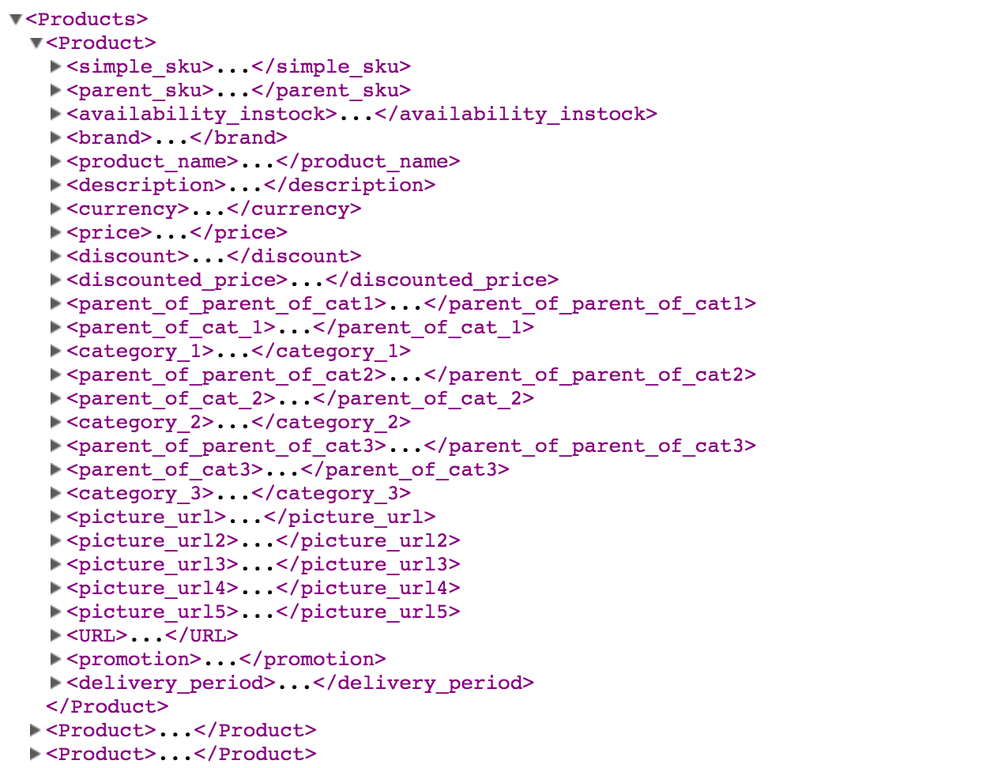 <Products>
<Product>
<simple_sku>...</simple_sku>
<parent_sku>...</parent_sku>
<availability_instock>...</availability_instock>
<brand>...</brand>
<product_name>...</product_name>
<description>...</description>
<currency>...</currency>
<price>...</price>
<discount>...</discount>
<discounted_price>...</discounted_price>
<parent_of_parent_of_cat1>...</parent_of_parent_of_cat1>
<parent_of_cat_1>...</parent_of_cat_1>
<category_1>...</category_1>
<parent_of_parent_of_cat2>...</parent_of_parent_of_cat2>
<parent_of_cat_2>...</parent_of_cat_2>
<category_2>...</category_2>
<parent_of_parent_of_cat3>...</parent_of_parent_of_cat3>
<parent_of_cat3>...</parent_of_cat3>
<category_3>...</category_3>
<picture_url>...</picture_url>
<picture_url2>...</picture_url2>
<picture_url3>...</picture_url3>
<picture_url4>...</picture_url4>
<picture_url5>...</picture_url5>
<URL>...</URL>
<promotion>...</promotion>
<delivery_period>...</delivery_period>
</Product>
<Product>...</Product>
<Product>...</Product>